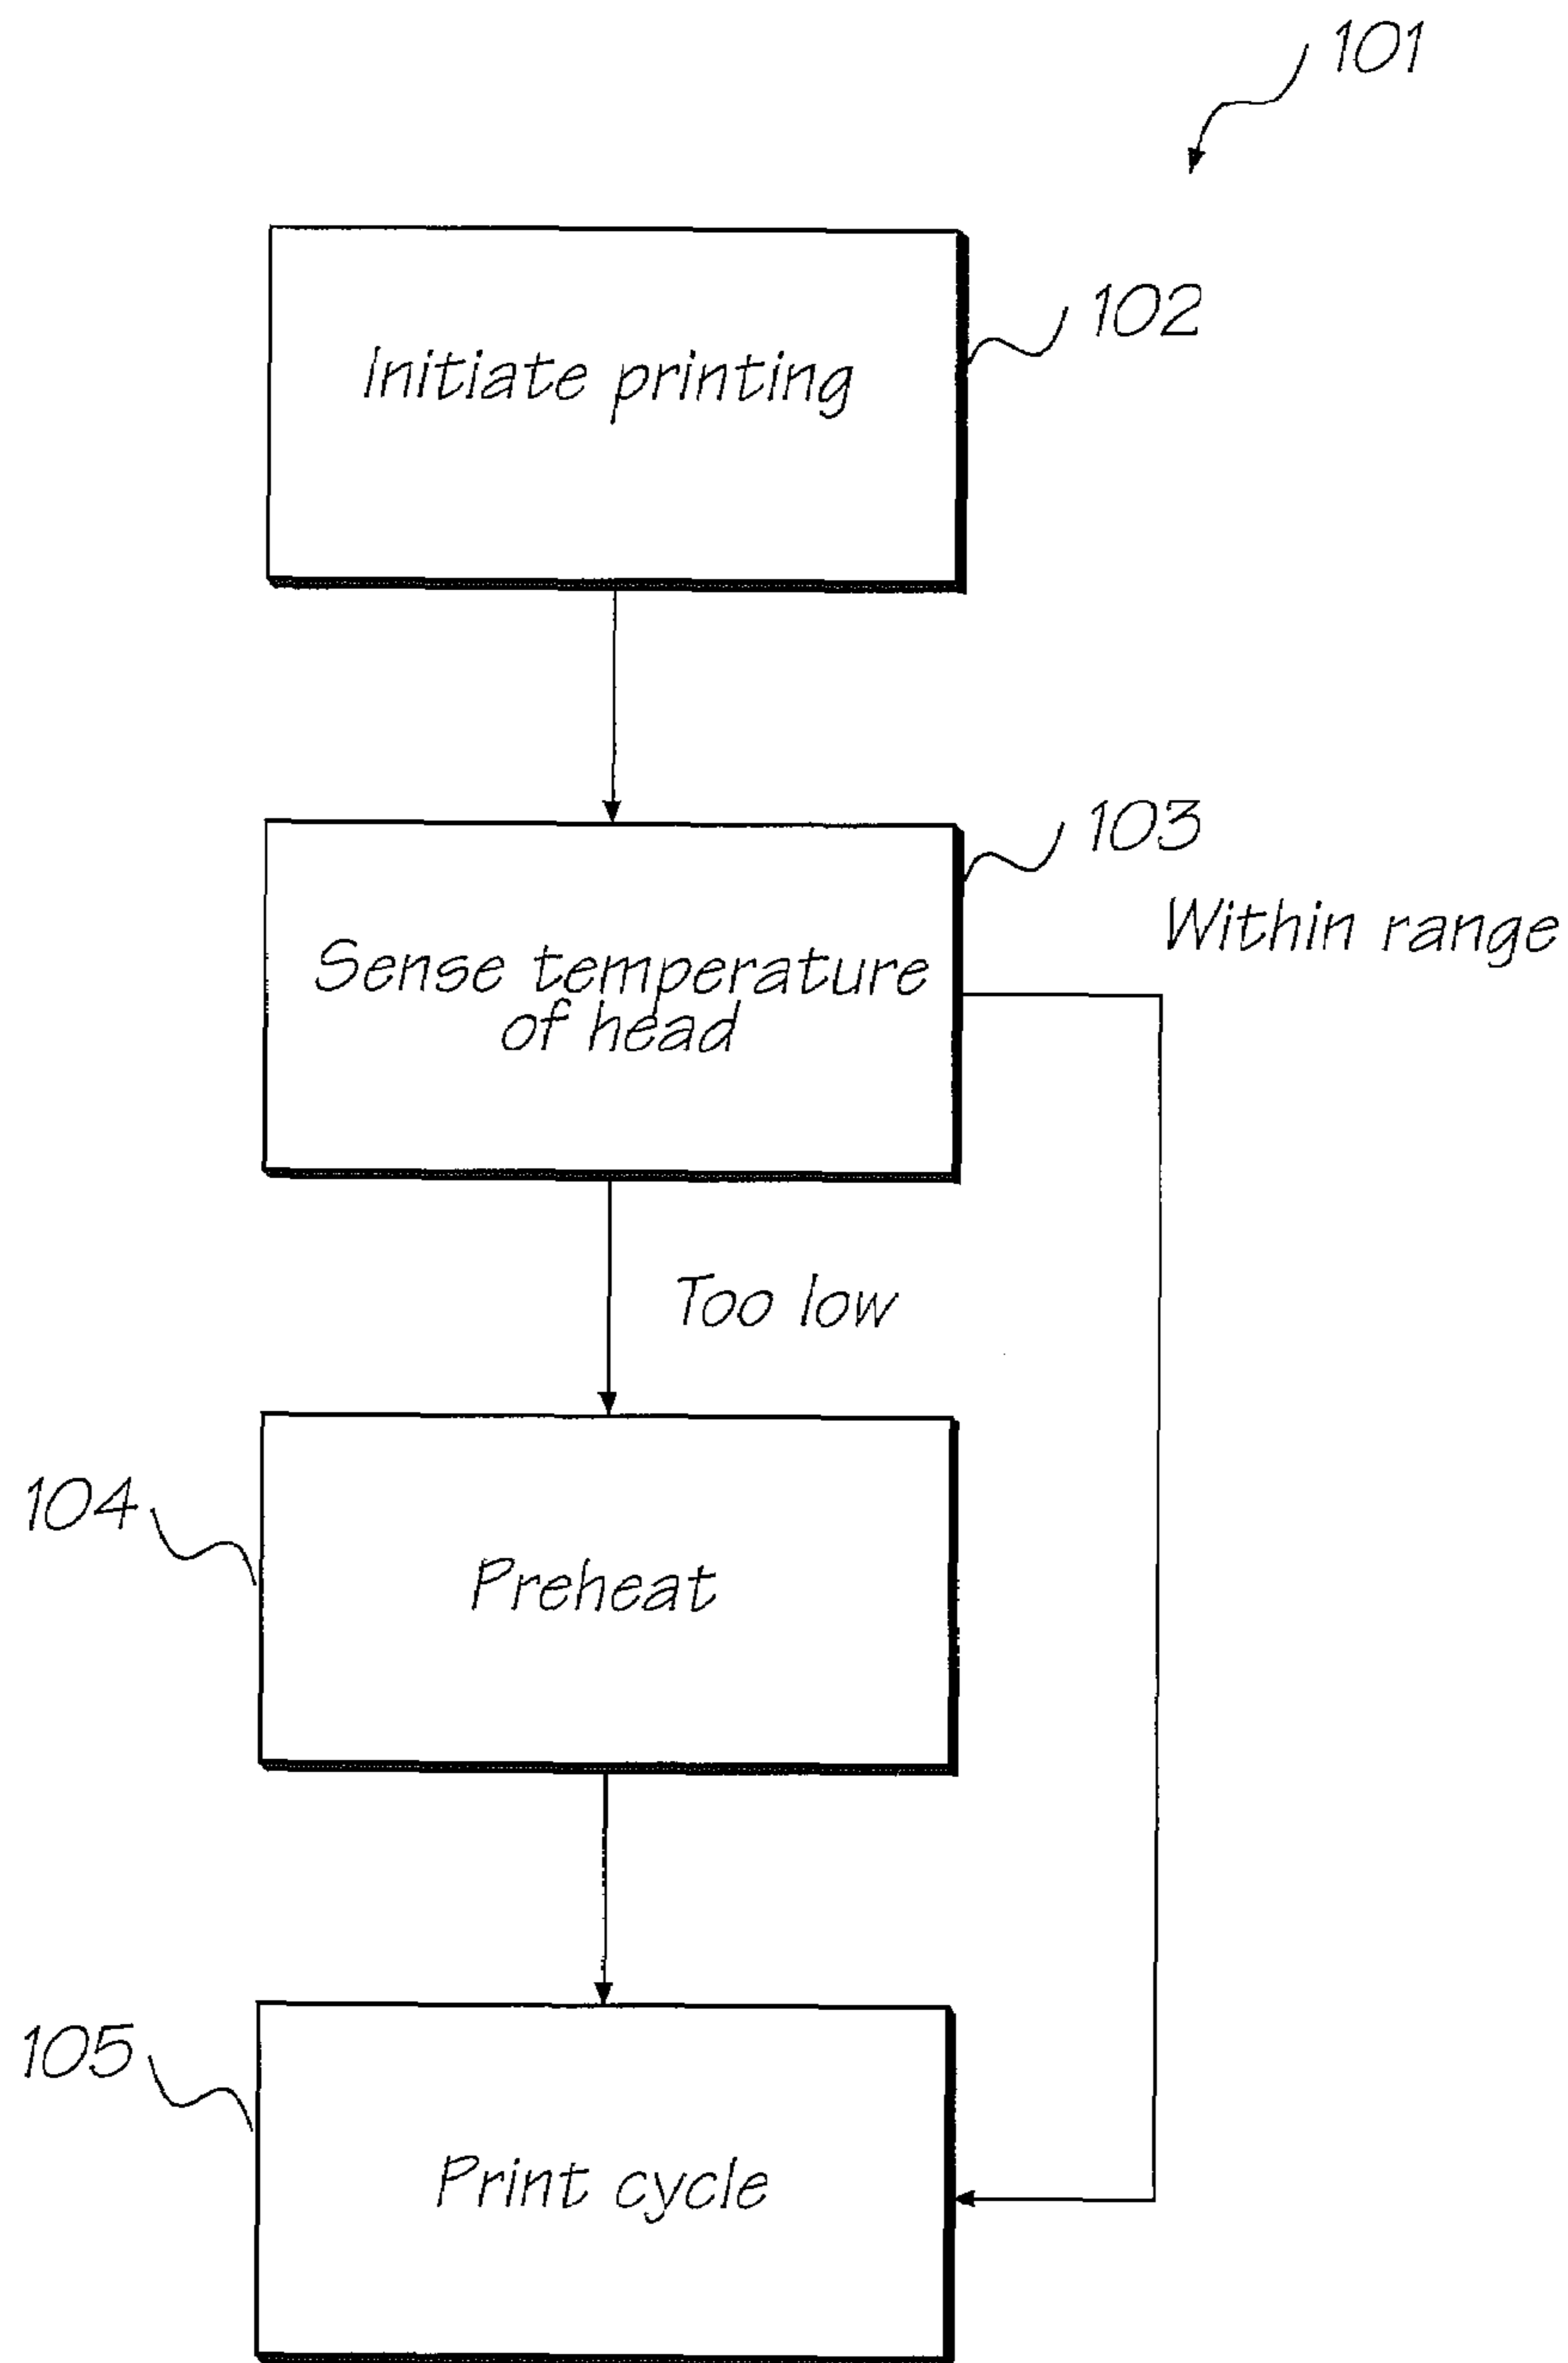 101
Initiate printing
102
103
Within range
Sense temperature
of head
Too low
104
Preheat
105
Print cycle